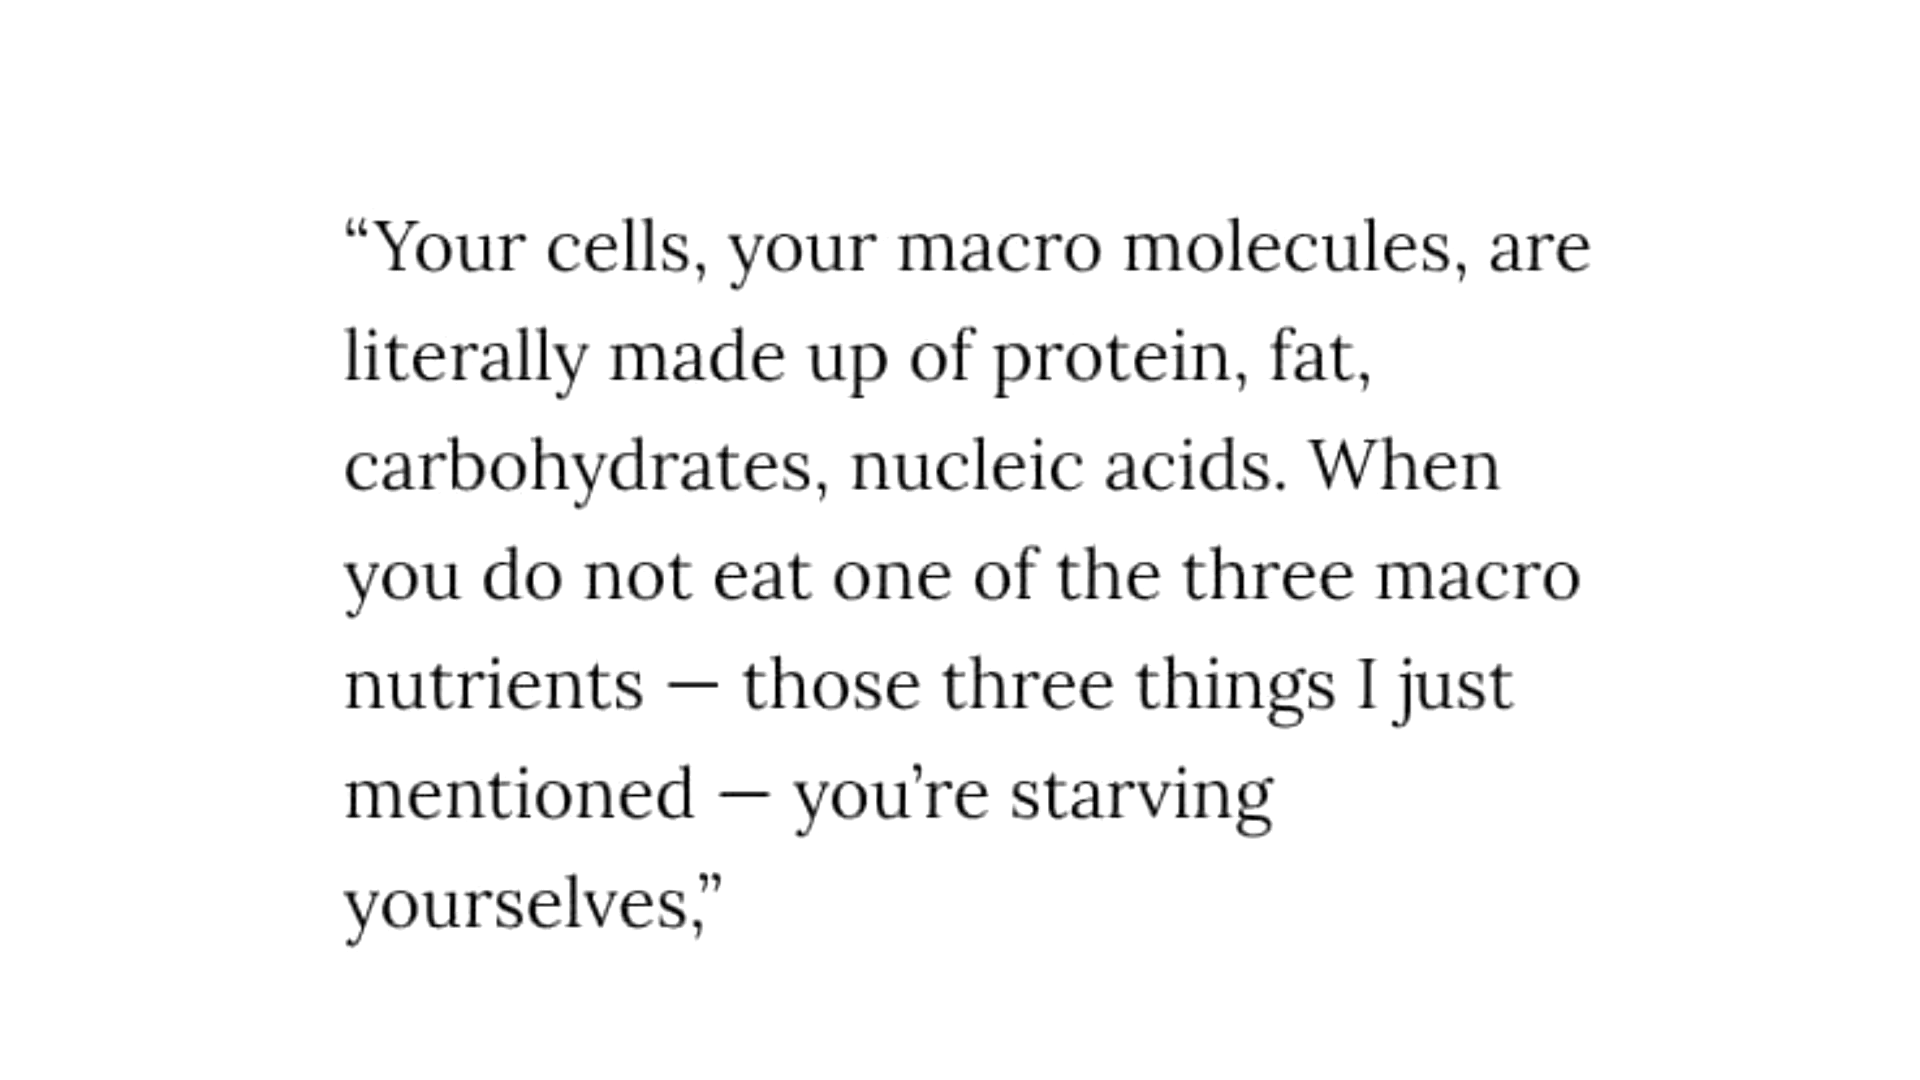 “Your cells, your macro molecules, are
literally made up of protein, fat,
carbohydrates, nucleic acids. When
you do not eat one of the three macro
nutrients — those three things I just
mentioned — you’re starving
yourselves,”